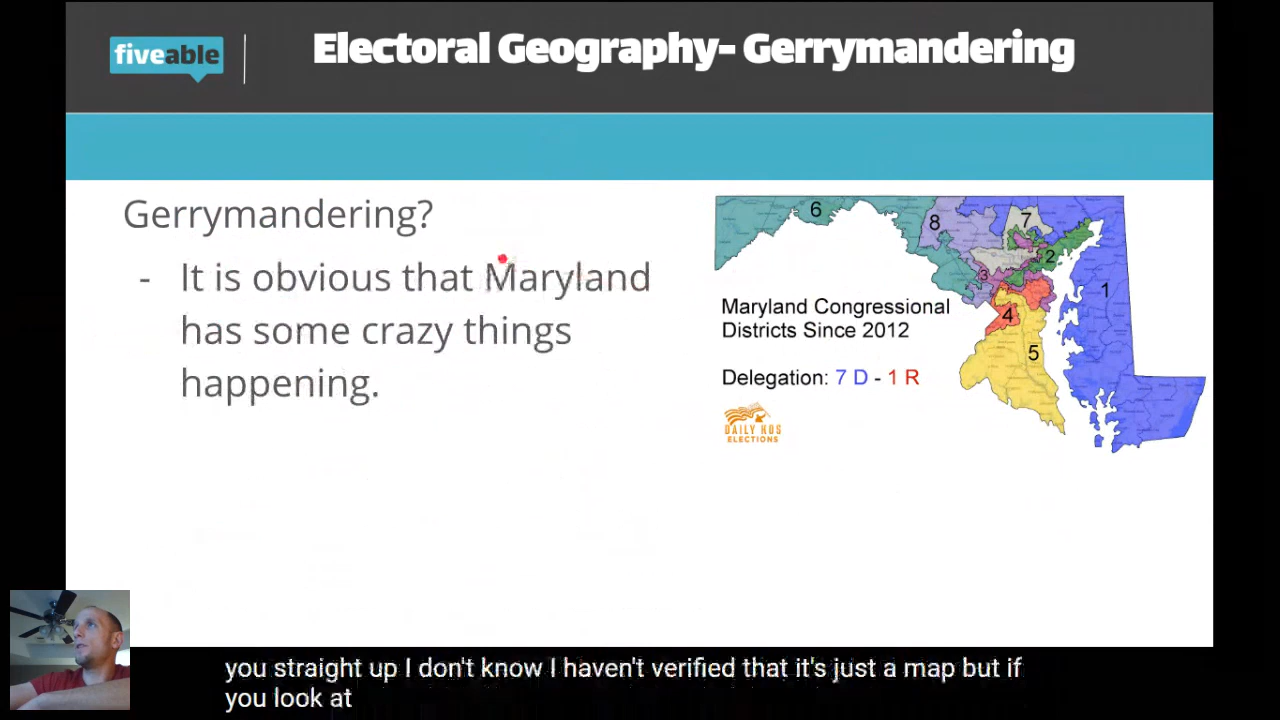 fiveable
Electoral Geography- Gerrymandering
Gerrymandering?
- It is obvious that Maryland
has some crazy things
happening.
6
8
7
2
3
1
4
5
Maryland Congressional
Districts Since 2012
Delegation: 7 D - 1 R
DAILY KOS
ELECTIONS
you straight up I don't know I haven't verified that it's just a map but if
you look at